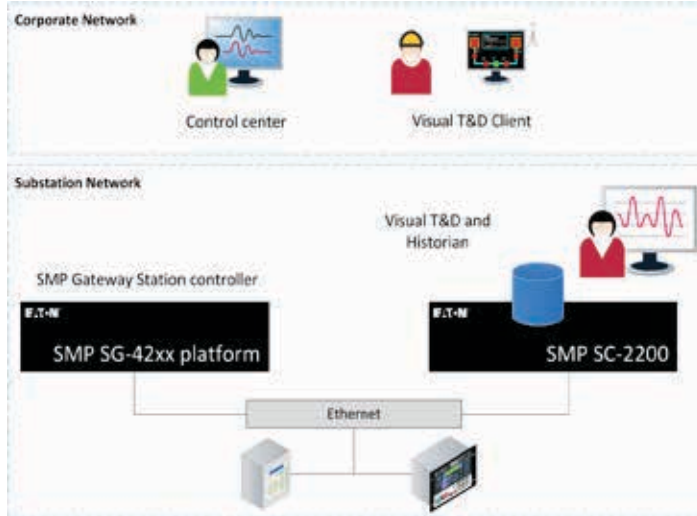 Corporate Network
Control center
Visual T&D Client
Substation Network
Visual T&D and
Historian
SMP Gateway Station controller
E·T·N
SMP SG-42xx platform
E·T·N
SMP SC-2200
Ethernet